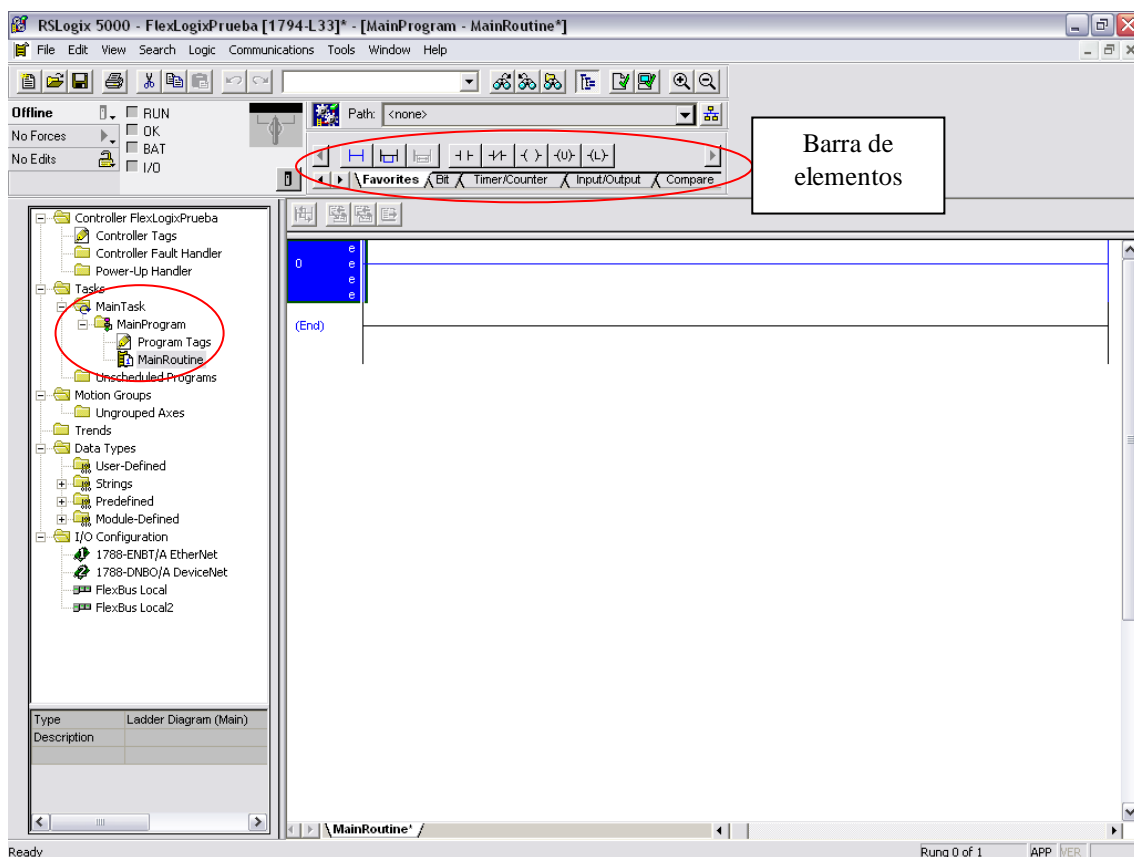 RSLogix 5000 - FlexLogixPrueba [1794-L33]* - [MainProgram - MainRoutine*]
File Edit View Search Logic Communications Tools Window Help
Offline
RUN
No Forces
OK
No Edits
BAT
I/O
Path: <none>
Favorites Bit Timer/Counter Input/Output Compare
Barra de
elementos
Controller FlexLogixPrueba
Controller Tags
Controller Fault Handler
Power-Up Handler
Tasks
MainTask
MainProgram
Program Tags
MainRoutine
Unscheduled Programs
Motion Groups
Ungrouped Axes
Trends
Data Types
User-Defined
Strings
Predefined
Module-Defined
I/O Configuration
1788-ENBT/A EtherNet
1788-DNBO/A DeviceNet
FlexBus Local
FlexBus Local2
Type Ladder Diagram (Main)
Description
0
e
e
e
e
(End)
MainRoutine*
Ready
Rung 0 of 1 APP VER